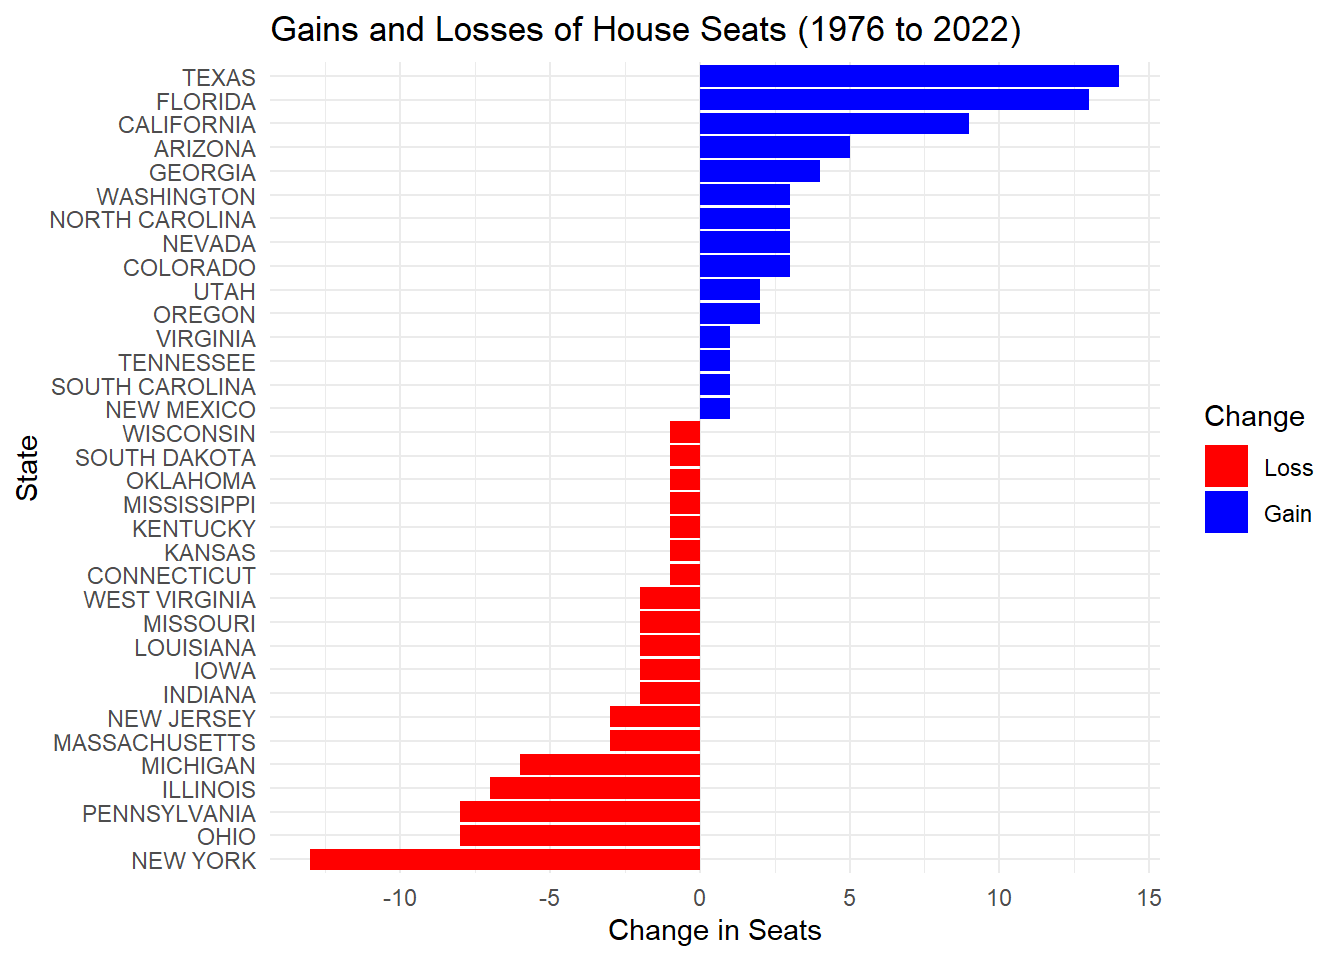 Gains and Losses of House Seats (1976 to 2022)
TEXAS
FLORIDA
CALIFORNIA
ARIZONA
GEORGIA
WASHINGTON
NORTH CAROLINA
NEVADA
COLORADO
UTAH
OREGON
VIRGINIA
TENNESSEE
SOUTH CAROLINA
NEW MEXICO
WISCONSIN
SOUTH DAKOTA
OKLAHOMA
MISSISSIPPI
KENTUCKY
KANSAS
CONNECTICUT
WEST VIRGINIA
MISSOURI
LOUISIANA
IOWA
INDIANA
NEW JERSEY
MASSACHUSETTS
MICHIGAN
ILLINOIS
PENNSYLVANIA
OHIO
NEW YORK
State
-10 -5 0 5 10 15
Change in Seats
Change
Loss
Gain